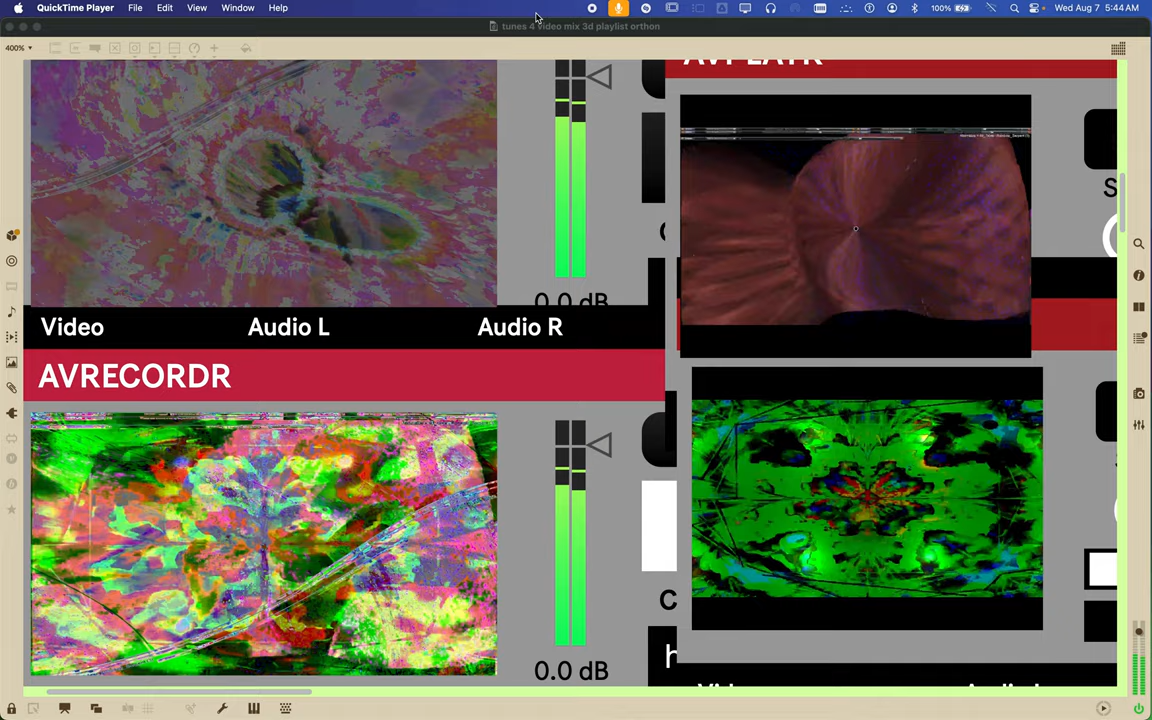 QuickTime Player File Edit View Window Help 100% Wed Aug 7 5:44 AM
tunes 4 video mix 3d playlist orthon
400%
AVPLAYR
S
0.0 dB
Video Audio L Audio R
AVRECORDR
C
0.0 dB
h